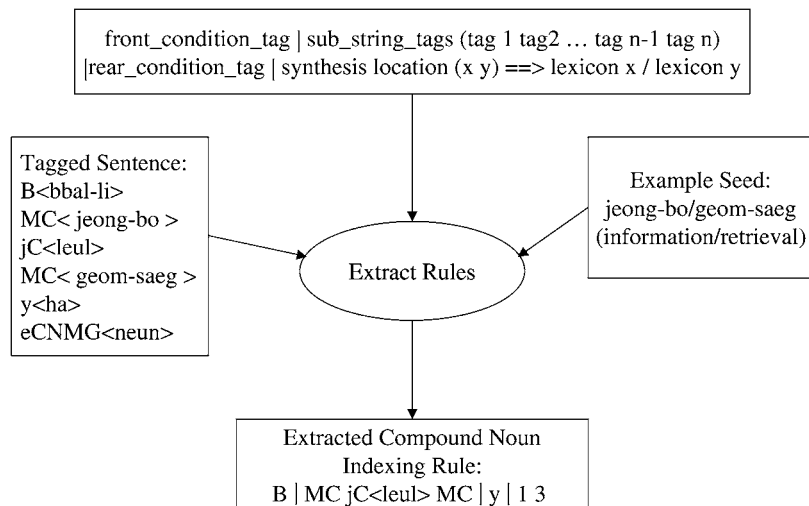 front_condition_tag | sub_string_tags (tag 1 tag2 … tag n-1 tag n)
|rear_condition_tag | synthesis location (x y) ==> lexicon x / lexicon y
Tagged Sentence:
B<bbal-li>
MC< jeong-bo >
jC<leul>
MC< geom-saeg >
y<ha>
eCNMG<neun>
Extract Rules
Example Seed:
jeong-bo/geom-saeg
(information/retrieval)
Extracted Compound Noun
Indexing Rule:
B | MC jC<leul> MC | y | 1 3